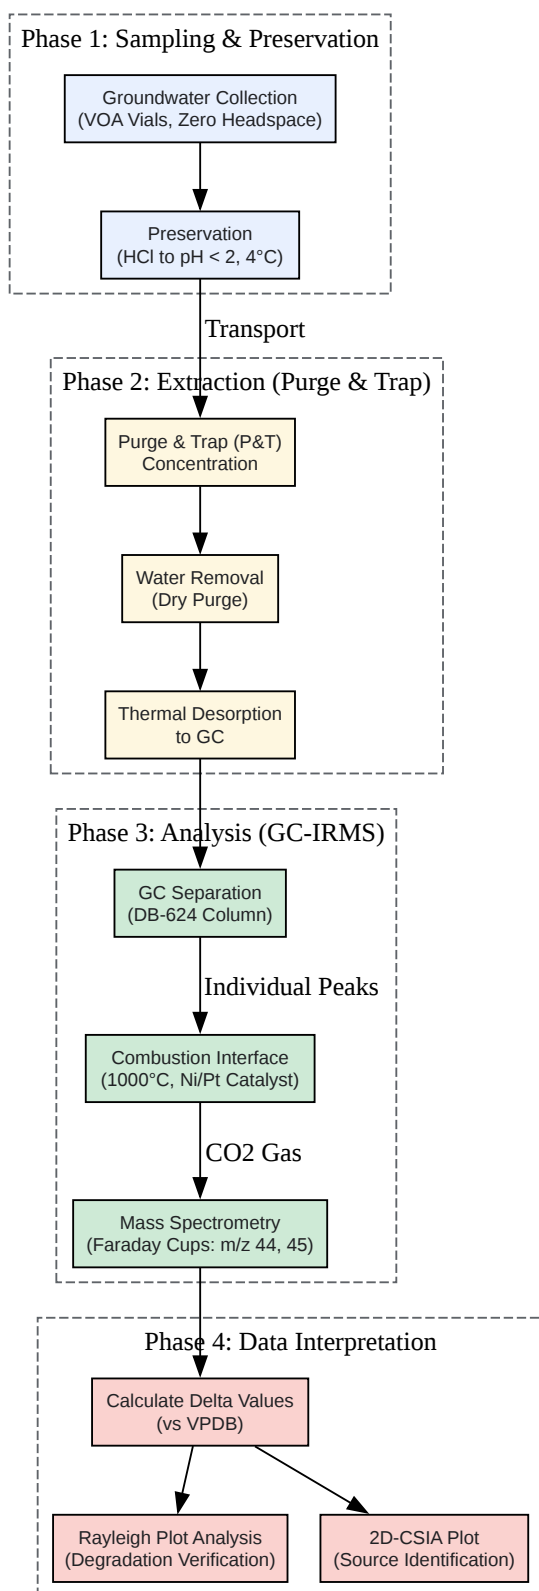 Phase 1: Sampling & Preservation
Groundwater Collection
(VOA Vials, Zero Headspace)
Preservation
(HCl to pH < 2, 4°C)
Transport
Phase 2: Extraction (Purge & Trap)
Purge & Trap (P&T)
Concentration
Water Removal
(Dry Purge)
Thermal Desorption
to GC
Phase 3: Analysis (GC-IRMS)
GC Separation
(DB-624 Column)
Individual Peaks
Combustion Interface
(1000°C, Ni/Pt Catalyst)
CO2 Gas
Mass Spectrometry
(Faraday Cups: m/z 44, 45)
Phase 4: Data Interpretation
Calculate Delta Values
(vs VPDB)
Rayleigh Plot Analysis
(Degradation Verification)
2D-CSIA Plot
(Source Identification)